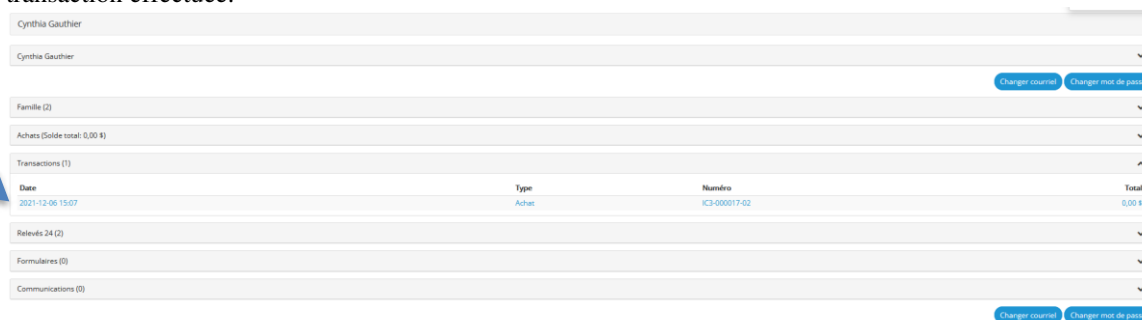 transaction effectuée.
Cynthia Gauthier
Cynthia Gauthier
Changer courriel Changer mot de pass
Famille (2)
Achats (Solde total: 0,00 $)
Transactions (1)
Date Type Numéro Total
2021-12-06 15:07 Achat IC3-000017-02 0,00 $
Relevés 24 (2)
Formulaires (0)
Communications (0)
Changer courriel Changer mot de pass